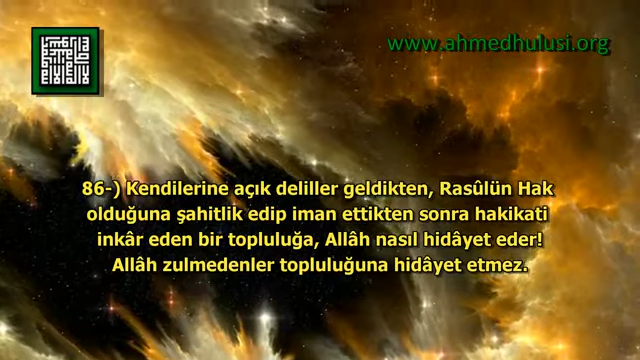 www.ahmedhulusi.org
86-) Kendilerine açık deliller geldikten, Rasûlün Hak
olduğuna şahitlik edip iman ettikten sonra hakikati
inkâr eden bir topluluğa, Allâh nasıl hidâyet eder!
Allâh zulmedenler topluluğuna hidâyet etmez.